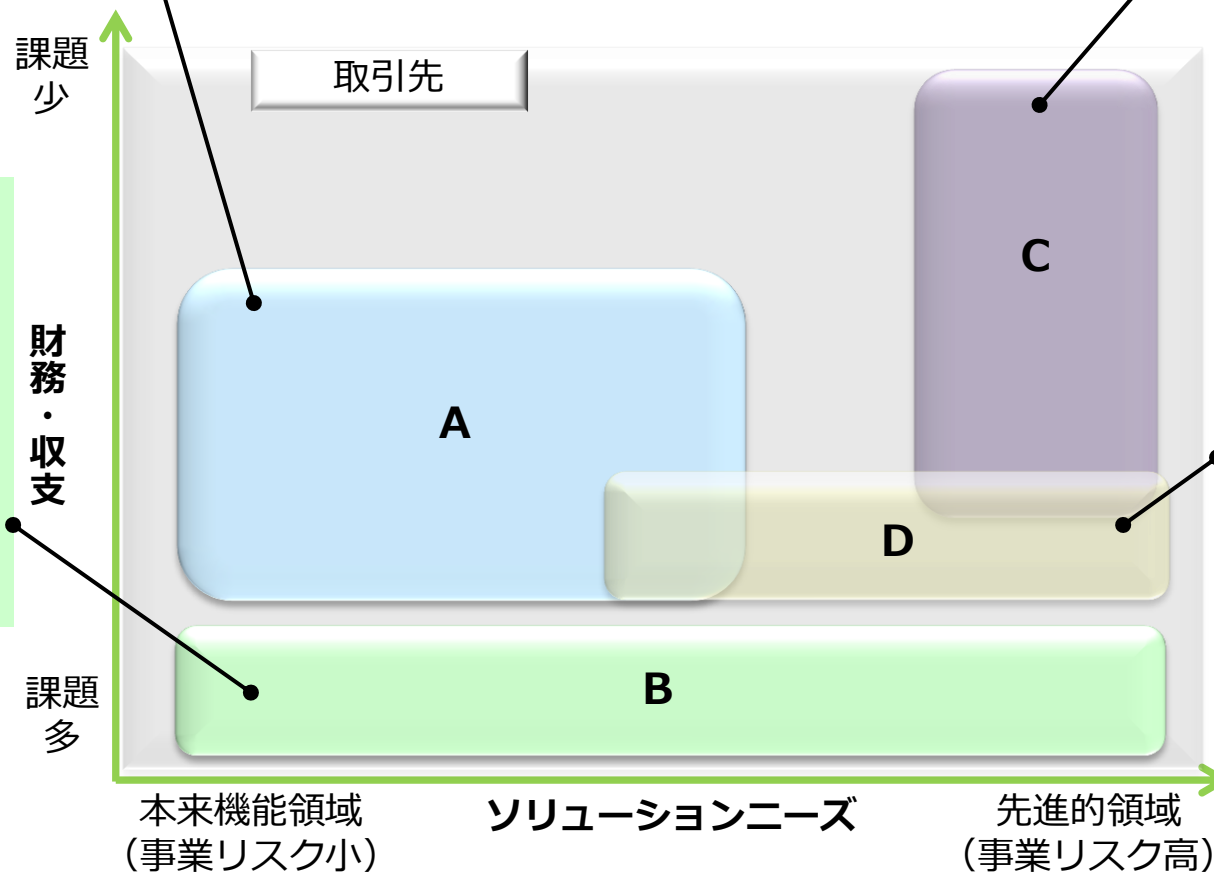 課題
少
取引先
C
財務・収支
A
D
B
課題
多
本来機能領域
（事業リスク小）
ソリューションニーズ
先進的領域
（事業リスク高）